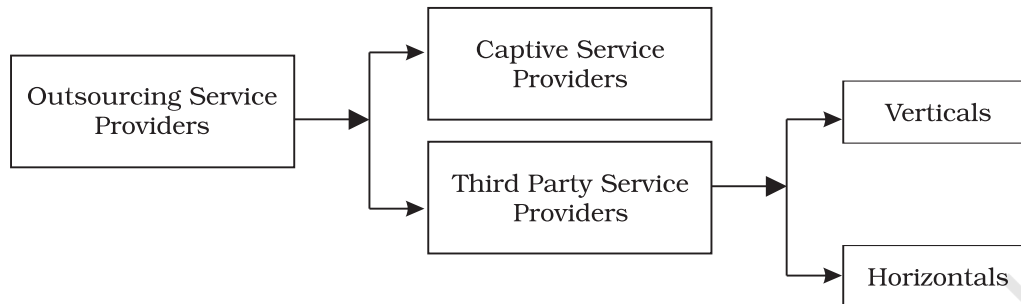 Outsourcing Service
Providers
Captive Service
Providers
Third Party Service
Providers
Verticals
Horizontals